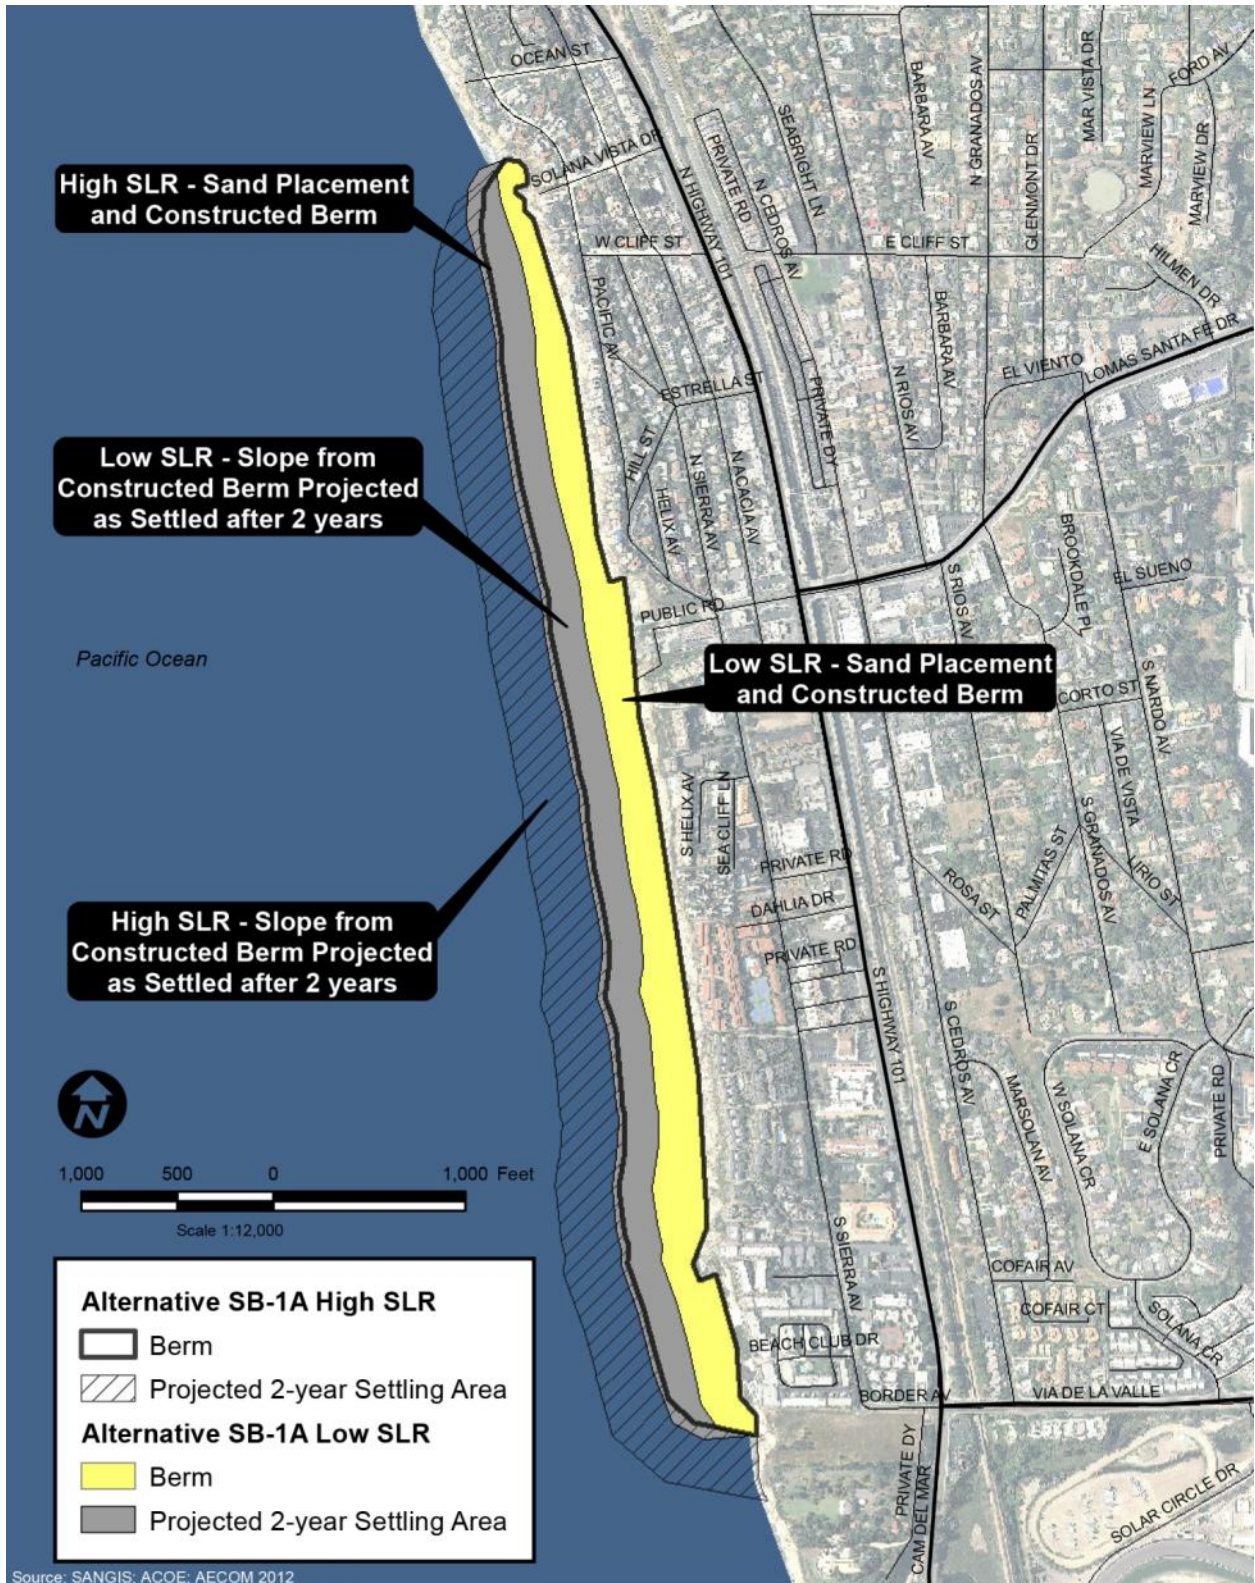 OCEAN ST
BARBARA AV
N GRANADOS AV
MAR VISTA DR
FORD AV
SEABRIGHT LN
MARVIEW LN
MARVIEW DR
PRIVATE RD
SOLANA VISTA DR
High SLR - Sand Placement
and Constructed Berm
N HIGHWAY 101
N CEDROS AV
GLENMONT DR
W CLIFF ST
E CLIFF ST
HILMEN DR
PACIFIC AV
BARBARA AV
LOMAS SANTA FE DR
EL VIENTO
ESTRELLA ST
PRIVATE DY
N RIOS AV
HILL ST
N SIERRA AV
N ACACIA AV
HELIX AV
Low SLR - Slope from
Constructed Berm Projected
as Settled after 2 years
BROOKDALE PL
EL SUENO
S RIOS AV
PUBLIC RD
Pacific Ocean
Low SLR - Sand Placement
and Constructed Berm
CORTO ST
S NARDO AV
VIA DE VISTA
S HELIX AV
SEA CLIFF LN
PRIVATE RD
DAHLIA DR
PRIVATE RD
ROSA ST
PALMITAS ST
S GRANADOS AV
LIRIO ST
High SLR - Slope from
Constructed Berm Projected
as Settled after 2 years
S HIGHWAY 101
S CEDROS AV
MARSOLAN AV
W SOLANA CR
E SOLANA CR
PRIVATE RD
N
1,000 500 0 1,000 Feet
Scale 1:12,000
S SIERRA AV
COFAIR AV
COFAIR CT
SOLANA CR
BEACH CLUB DR
BORDER AV
VIA DE LA VALLE
PRIVATE DY
CAM DEL MAR
SOLAR CIRCLE DR
Alternative SB-1A High SLR
Berm
Projected 2-year Settling Area
Alternative SB-1A Low SLR
Berm
Projected 2-year Settling Area
Source: SANGIS; ACOE; AECOM 2012